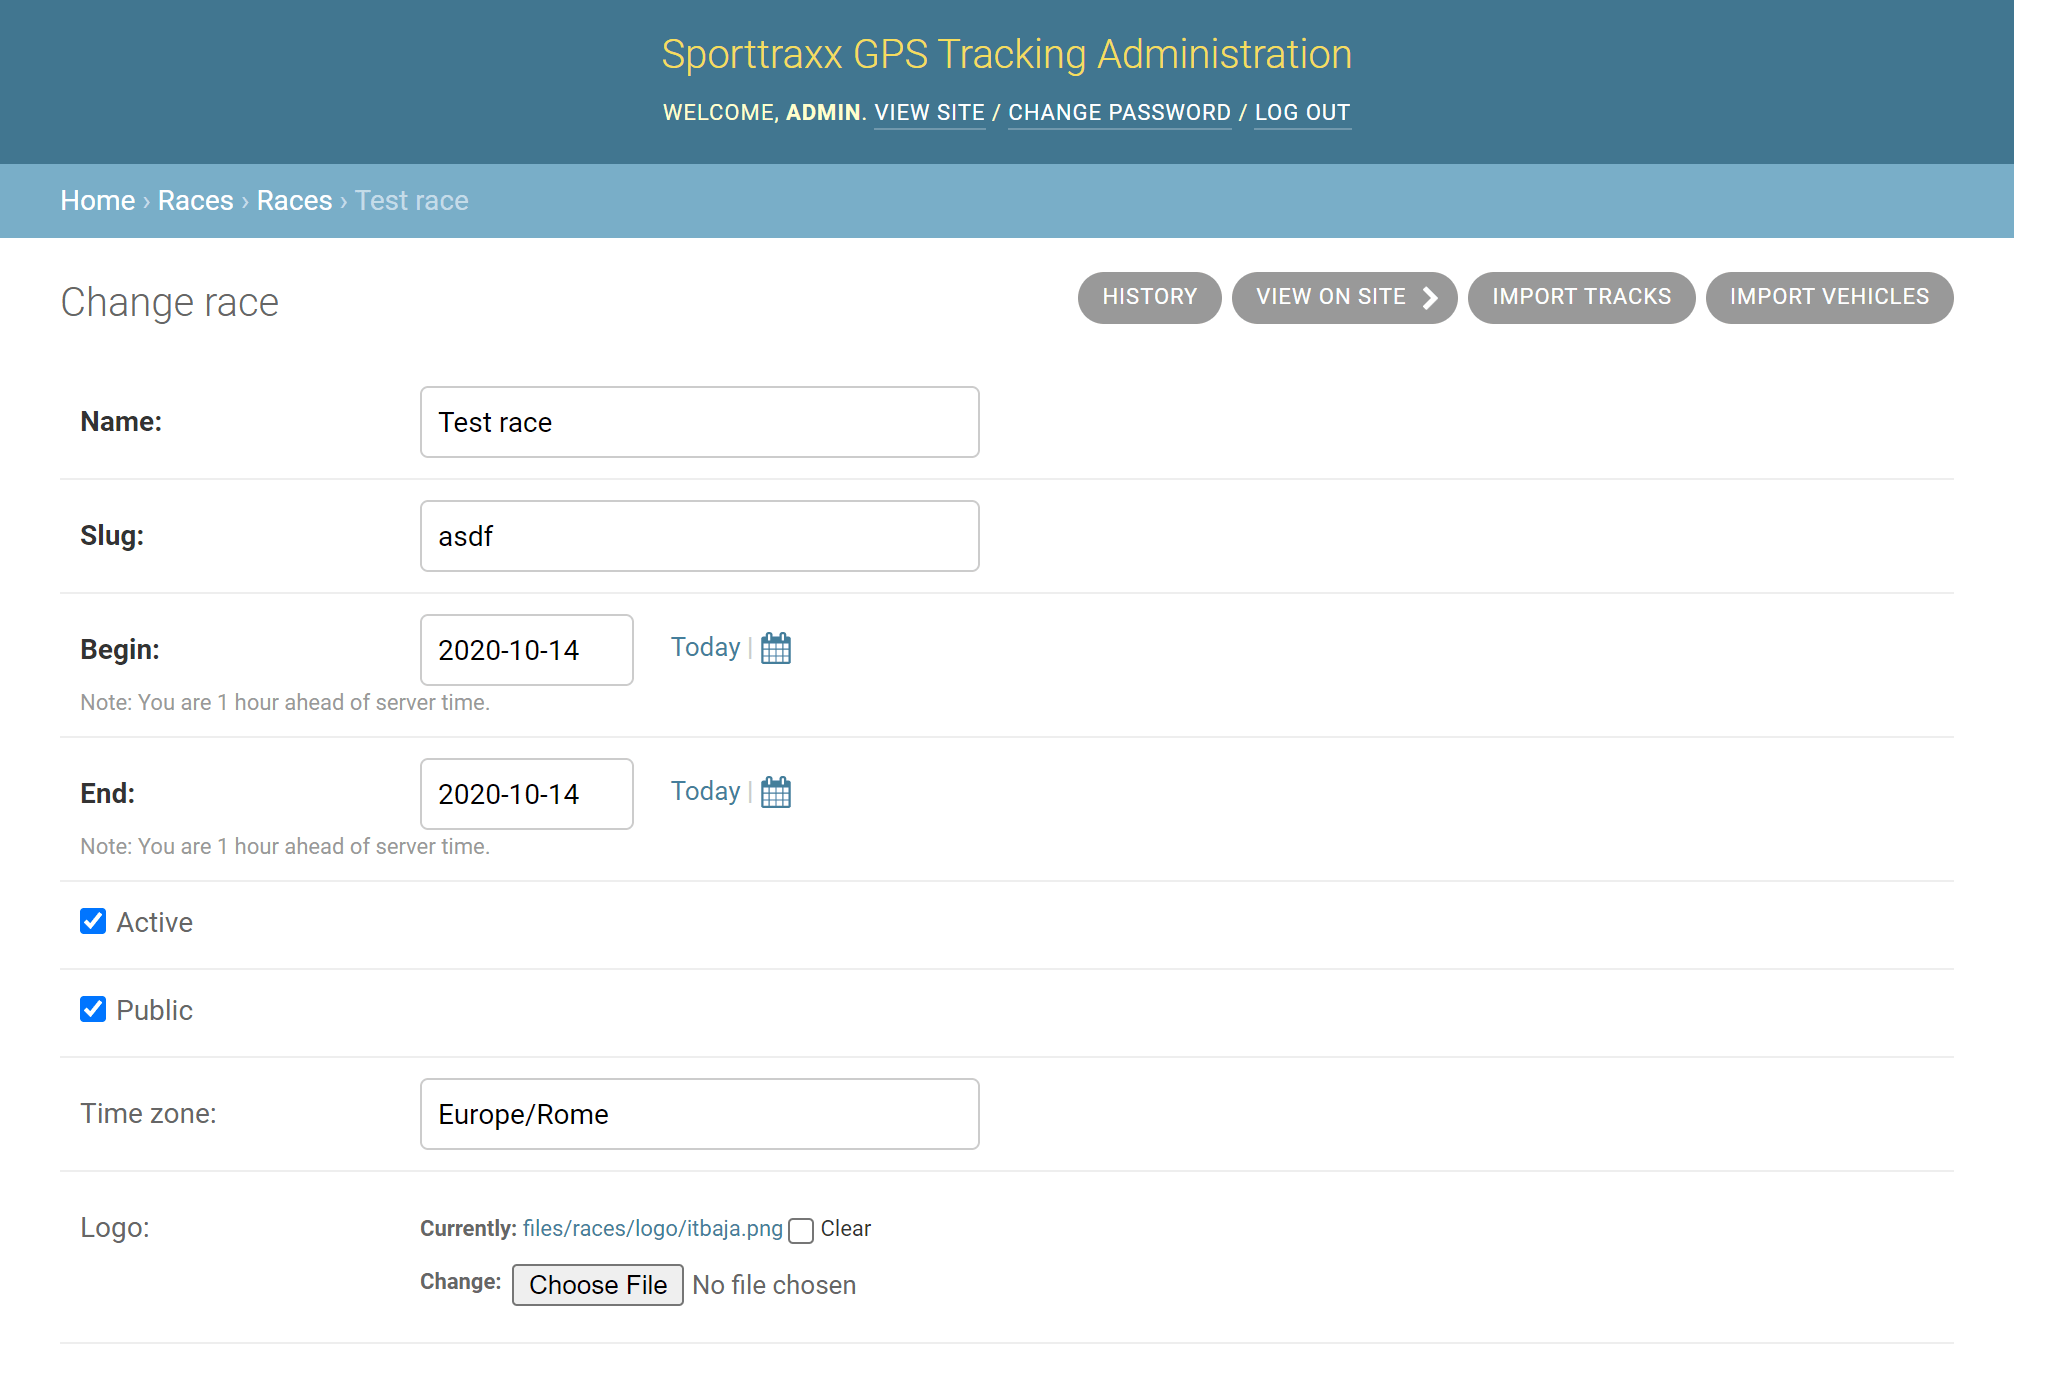 Sporttraxx GPS Tracking Administration
WELCOME, ADMIN. VIEW SITE / CHANGE PASSWORD / LOG OUT
Home › Races › Races › Test race
Change race
HISTORY
VIEW ON SITE
IMPORT TRACKS
IMPORT VEHICLES
Name:
Test race
Slug:
asdf
Begin:
2020-10-14
Today |
Note: You are 1 hour ahead of server time.
End:
2020-10-14
Today |
Note: You are 1 hour ahead of server time.
Active
Public
Time zone:
Europe/Rome
Logo:
Currently: files/races/logo/itbaja.png Clear
Change: Choose File No file chosen